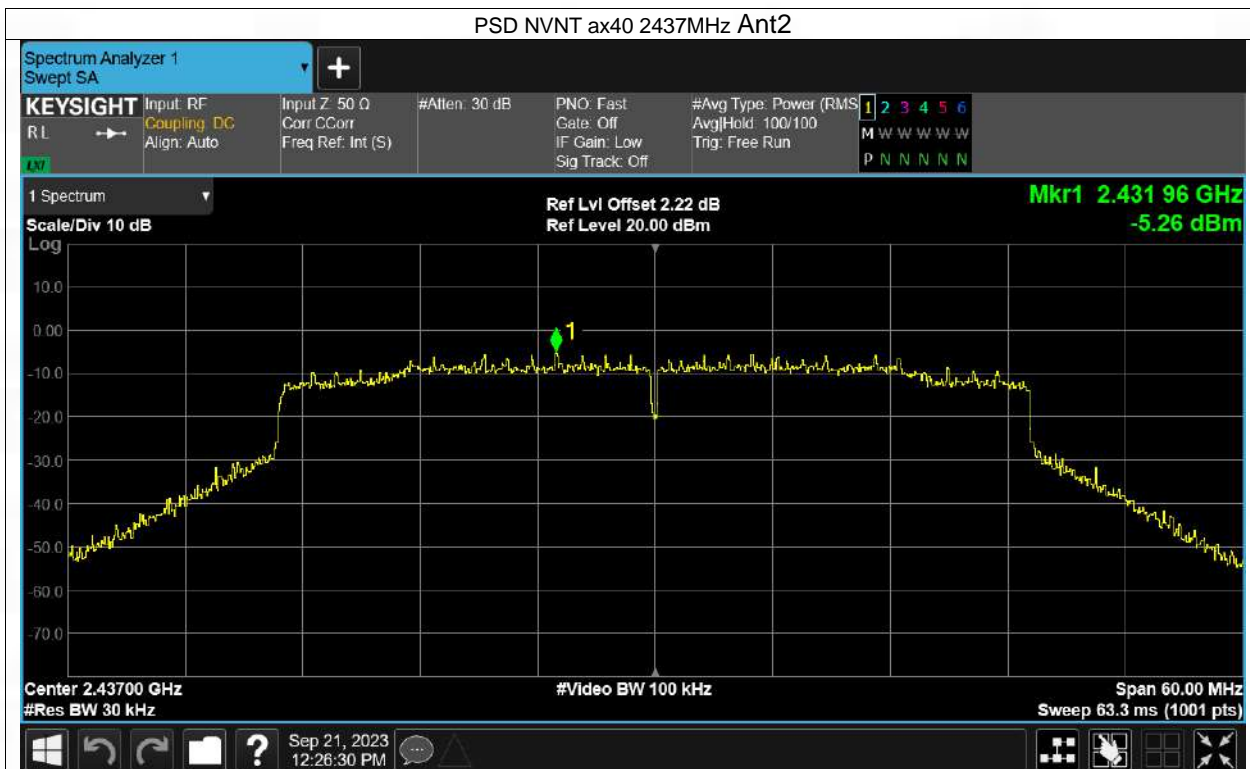 PSD NVNT ax40 2437MHz Ant2
Spectrum Analyzer 1
Swept SA
+
KEYSIGHT
RL
LXI
Input: RF
Coupling: DC
Align: Auto
Input Z: 50 Ω
Corr CCorr
Freq Ref: Int (S)
#Atten: 30 dB
PNO: Fast
Gate: Off
IF Gain: Low
Sig Track: Off
#Avg Type: Power (RMS
Avg|Hold: 100/100
Trig: Free Run
1 2 3 4 5 6
M W W W W W
P N N N N N
1 Spectrum
Scale/Div 10 dB
Log
Ref Lvl Offset 2.22 dB
Ref Level 20.00 dBm
Mkr1 2.431 96 GHz
-5.26 dBm
10.0
0.00
1
-10.0
-20.0
-30.0
-40.0
-50.0
-60.0
-70.0
Center 2.43700 GHz
#Res BW 30 kHz
#Video BW 100 kHz
Span 60.00 MHz
Sweep 63.3 ms (1001 pts)
?
Sep 21, 2023
12:26:30 PM